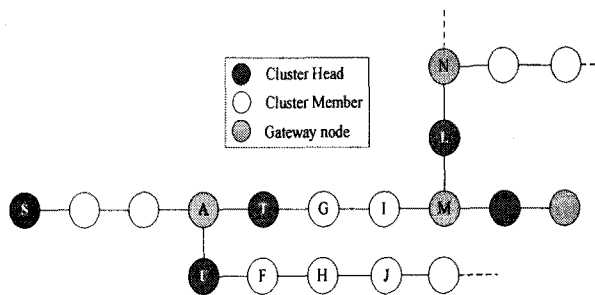 N
Cluster Head
Cluster Member
Gateway node
L
S
A
T
G
I
M
F
H
J